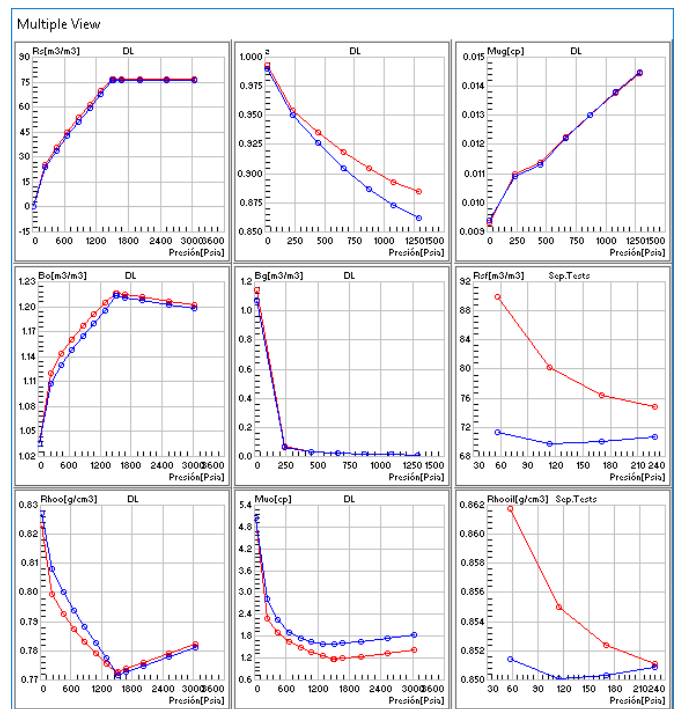 Multiple View
Rs[m3/m3] DL
90
75
60
45
30
15
0
-15
0 600 1200 1800 2400 3000 3600
Presión[Psia]
z DL
1.000
0.975
0.950
0.925
0.900
0.875
0.850
0 250 500 750 1000 1250 1500
Presión[Psia]
Mug[cp] DL
0.015
0.014
0.013
0.012
0.011
0.010
0.009
0 250 500 750 1000 1250 1500
Presión[Psia]
Bo[m3/m3] DL
1.23
1.20
1.17
1.14
1.11
1.08
1.05
1.02
0 600 1200 1800 2400 3000 3600
Presión[Psia]
Bg[m3/m3] DL
1.2
1.0
0.8
0.6
0.4
0.2
0.0
0 250 500 750 1000 1250 1500
Presión[Psia]
Rsf[m3/m3] Sep.Tests
92
88
84
80
76
72
68
30 60 90 120 150 180 210 240
Presión[Psia]
Rhoo[g/cm3] DL
0.83
0.82
0.81
0.80
0.79
0.78
0.77
0 600 1200 1800 2400 3000 3600
Presión[Psia]
Muo[cp] DL
5.4
4.8
4.2
3.6
3.0
2.4
1.8
1.2
0.6
0 600 1200 1800 2400 3000 3600
Presión[Psia]
Rhooil[g/cm3] Sep.Tests
0.862
0.860
0.858
0.856
0.854
0.852
0.850
30 60 90 120 150 180 210 240
Presión[Psia]